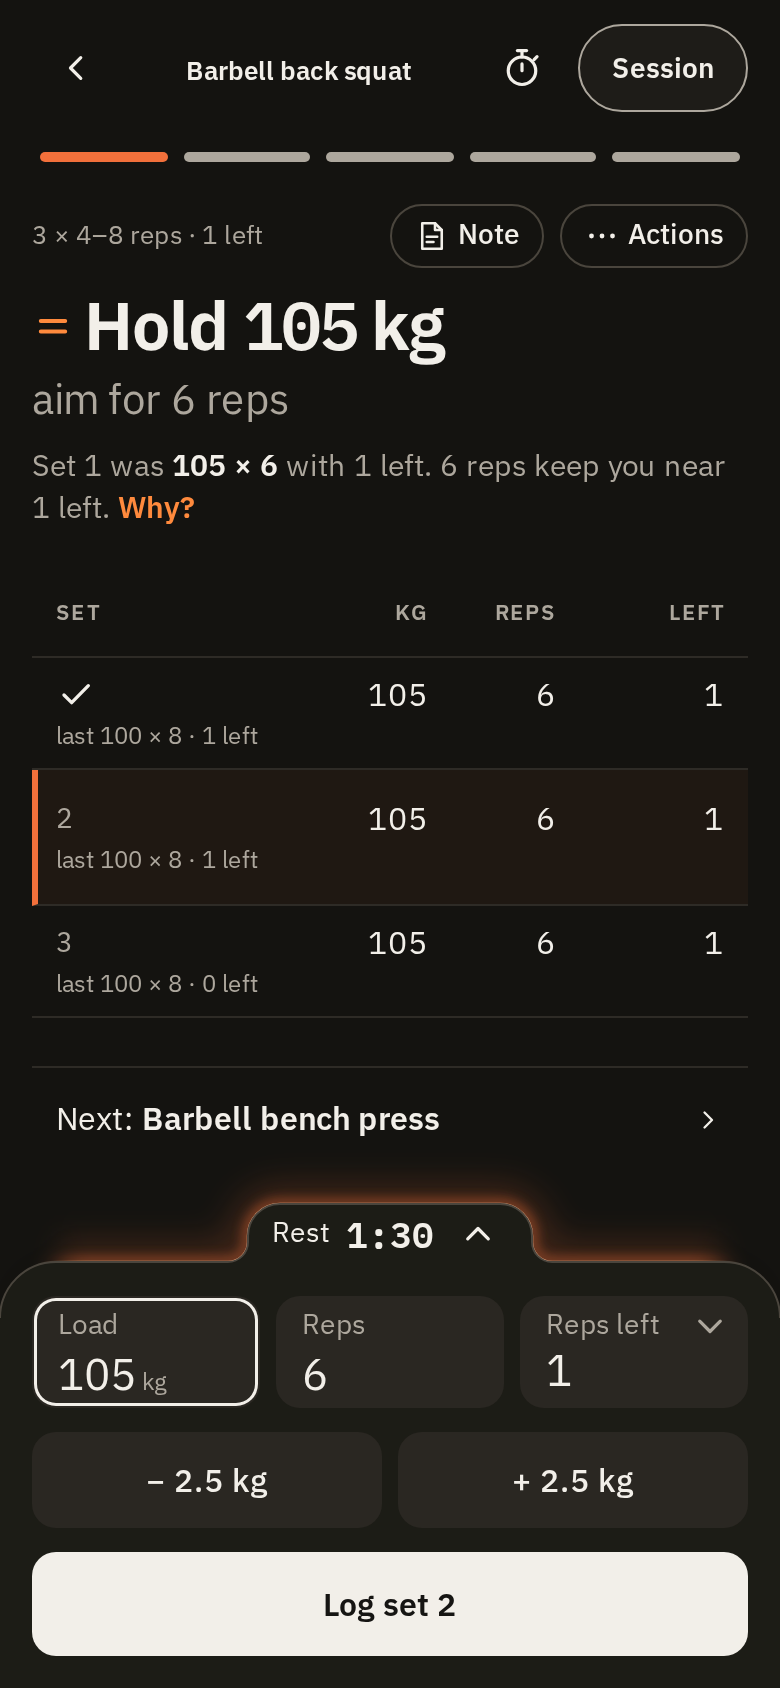 Barbell back squat
Session
3 × 4–8 reps · 1 left
Note
··· Actions
= Hold 105 kg
aim for 6 reps
Set 1 was 105 × 6 with 1 left. 6 reps keep you near
1 left. Why?
SET KG REPS LEFT
✓ 105 6 1
last 100 × 8 · 1 left
2 105 6 1
last 100 × 8 · 1 left
3 105 6 1
last 100 × 8 · 0 left
Next: Barbell bench press
Rest 1:30
Load Reps Reps left
105 kg 6 1
− 2.5 kg + 2.5 kg
Log set 2